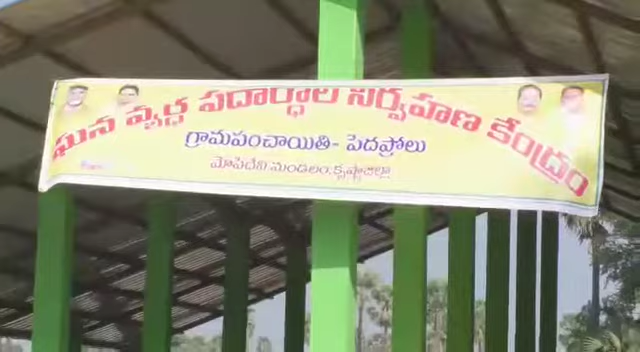 ఘన వ్యర్థ పదార్థాల నిర్వహణ కేంద్రం
గ్రామపంచాయితి- పెదప్రోలు
మోపిదేవి మండలం.కృష్ణాజిల్లా